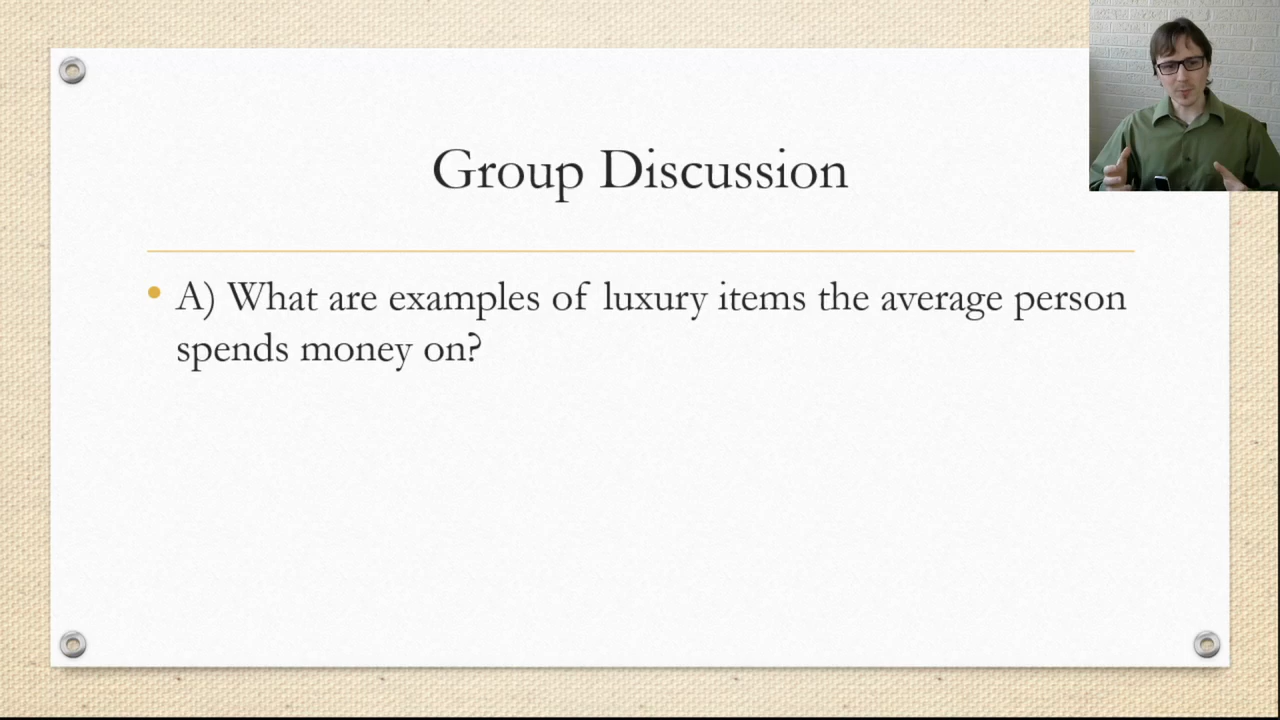 Group Discussion
• A) What are examples of luxury items the average person
spends money on?